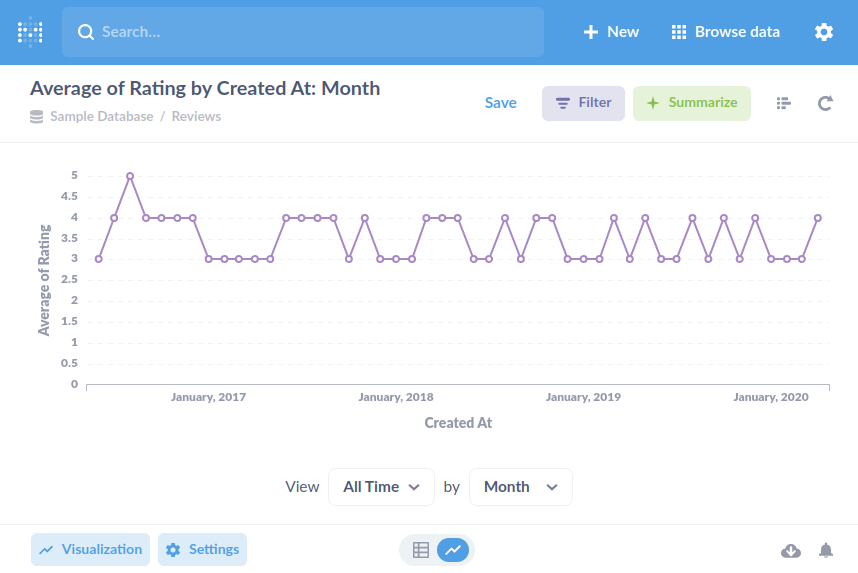 Search...
New
Browse data
Average of Rating by Created At: Month
Sample Database / Reviews
Save
Filter
Summarize
5
4.5
4
3.5
3
2.5
2
1.5
1
0.5
0
Average of Rating
January, 2017
January, 2018
January, 2019
January, 2020
Created At
View
All Time
by
Month
Visualization
Settings